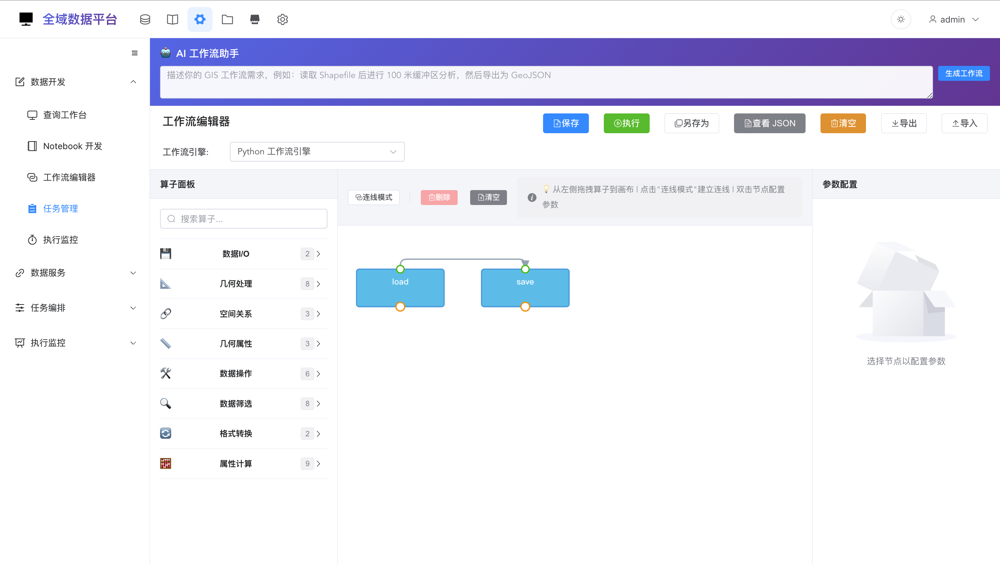 全域数据平台
admin
数据开发
查询工作台
Notebook 开发
工作流编辑器
任务管理
执行监控
数据服务
任务编排
执行监控
AI 工作流助手
描述你的 GIS 工作流需求，例如：读取 Shapefile 后进行 100 米缓冲区分析，然后导出为 GeoJSON
生成工作流
工作流编辑器
保存
执行
另存为
查看 JSON
清空
导出
导入
工作流引擎:
Python 工作流引擎
算子面板
搜索算子...
数据I/O 2
几何处理 8
空间关系 3
几何属性 3
数据操作 6
数据筛选 8
格式转换 2
属性计算 9
连线模式
删除
清空
从左侧拖拽算子到画布 | 点击"连线模式"建立连线 | 双击节点配置
参数
load
save
参数配置
选择节点以配置参数